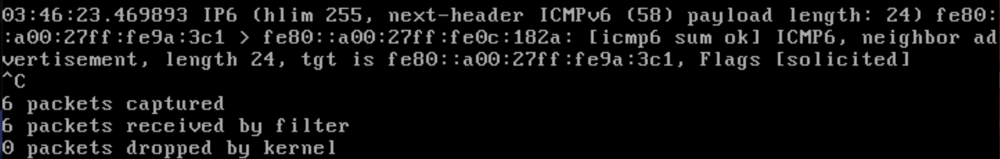 03:46:23.469893 IP6 (hlim 255, next-header ICMPv6 (58) payload length: 24) fe80:
:a00:27ff:fe9a:3c1 > fe80::a00:27ff:fe0c:182a: [icmp6 sum ok] ICMP6, neighbor ad
vertisement, length 24, tgt is fe80::a00:27ff:fe9a:3c1, Flags [solicited]
^C
6 packets captured
6 packets received by filter
0 packets dropped by kernel